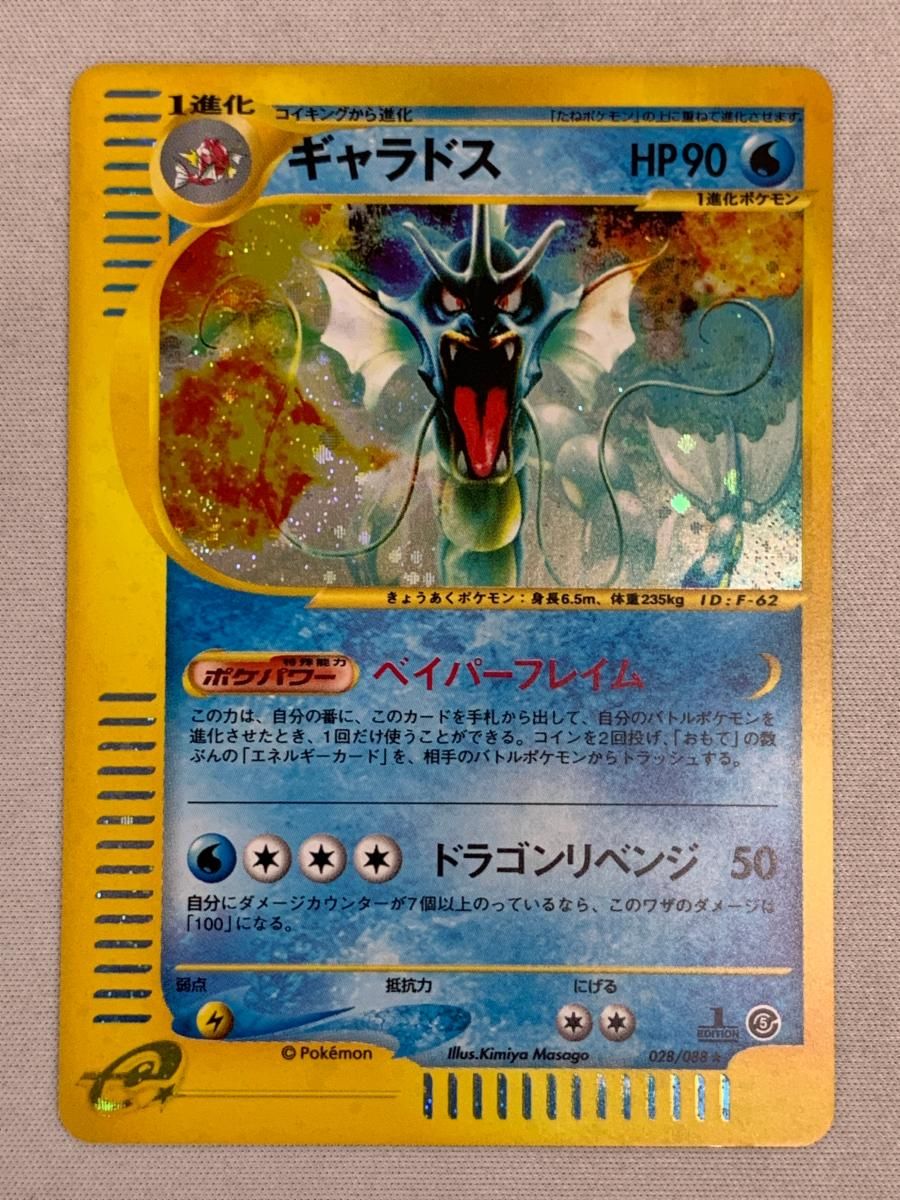 1進化
コイキングから進化
「たねポケモン」の上に重ねて進化させます。
ギャラドス HP90
1進化ポケモン
きょうあくポケモン：身長6.5m、体重235kg ID：F-62
特殊能力
ポケパワー ベイパーフレイム
この力は、自分の番に、このカードを手札から出して、自分のバトルポケモンを
進化させたとき、1回だけ使うことができる。コインを2回投げ、「おもて」の数
ぶんの「エネルギーカード」を、相手のバトルポケモンからトラッシュする。
ドラゴンリベンジ 50
自分にダメージカウンターが7個以上のっているなら、このワザのダメージは
「100」になる。
弱点 抵抗力 にげる
1 EDITION 5
© Pokémon Illus.Kimiya Masago 028/088★
e